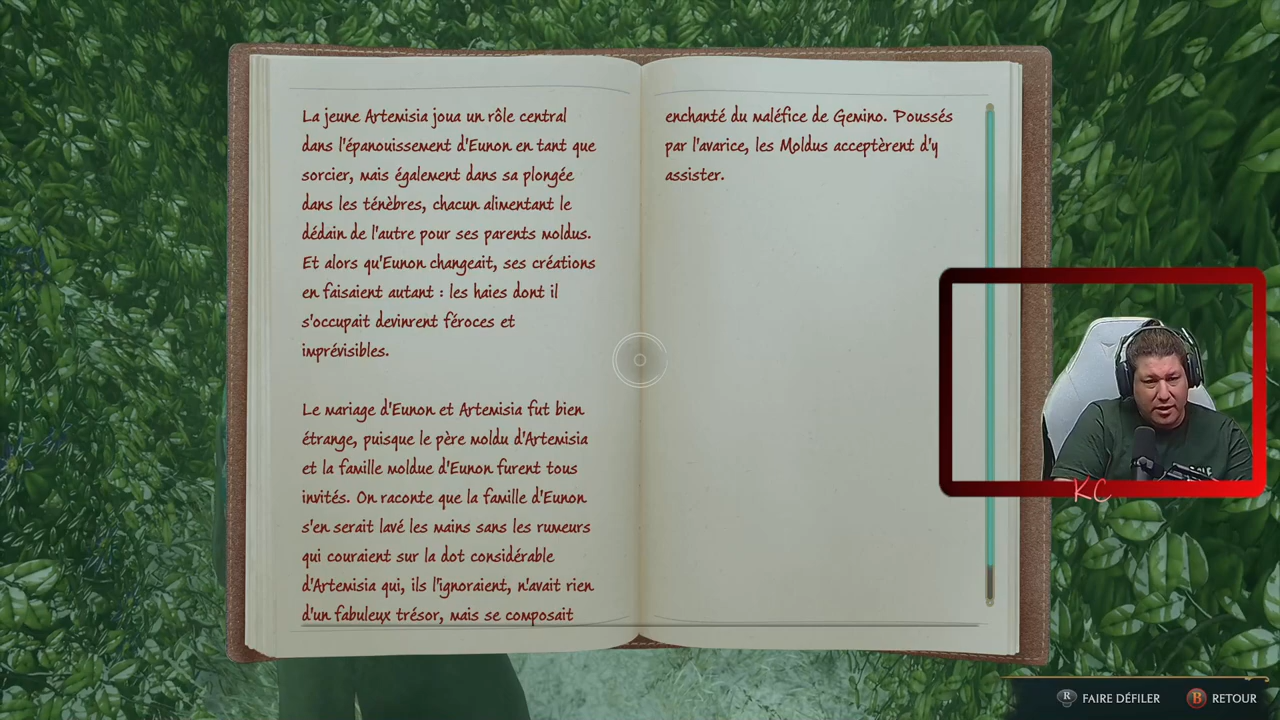 La jeune Artemisia joua un rôle central
dans l'épanouissement d'Eunon en tant que
sorcier, mais également dans sa plongée
dans les ténèbres, chacun alimentant le
dédain de l'autre pour ses parents moldus.
Et alors qu'Eunon changeait, ses créations
en faisaient autant : les haies dont il
s'occupait devinrent féroces et
imprévisibles.
Le mariage d'Eunon et Artemisia fut bien
étrange, puisque le père moldu d'Artemisia
et la famille moldue d'Eunon furent tous
invités. On raconte que la famille d'Eunon
s'en serait lavé les mains sans les rumeurs
qui couraient sur la dot considérable
d'Artemisia qui, ils l'ignoraient, n'avait rien
d'un fabuleux trésor, mais se composait
enchanté du maléfice de Gemino. Poussés
par l'avarice, les Moldus acceptèrent d'y
assister.
KC
R FAIRE DÉFILER B RETOUR